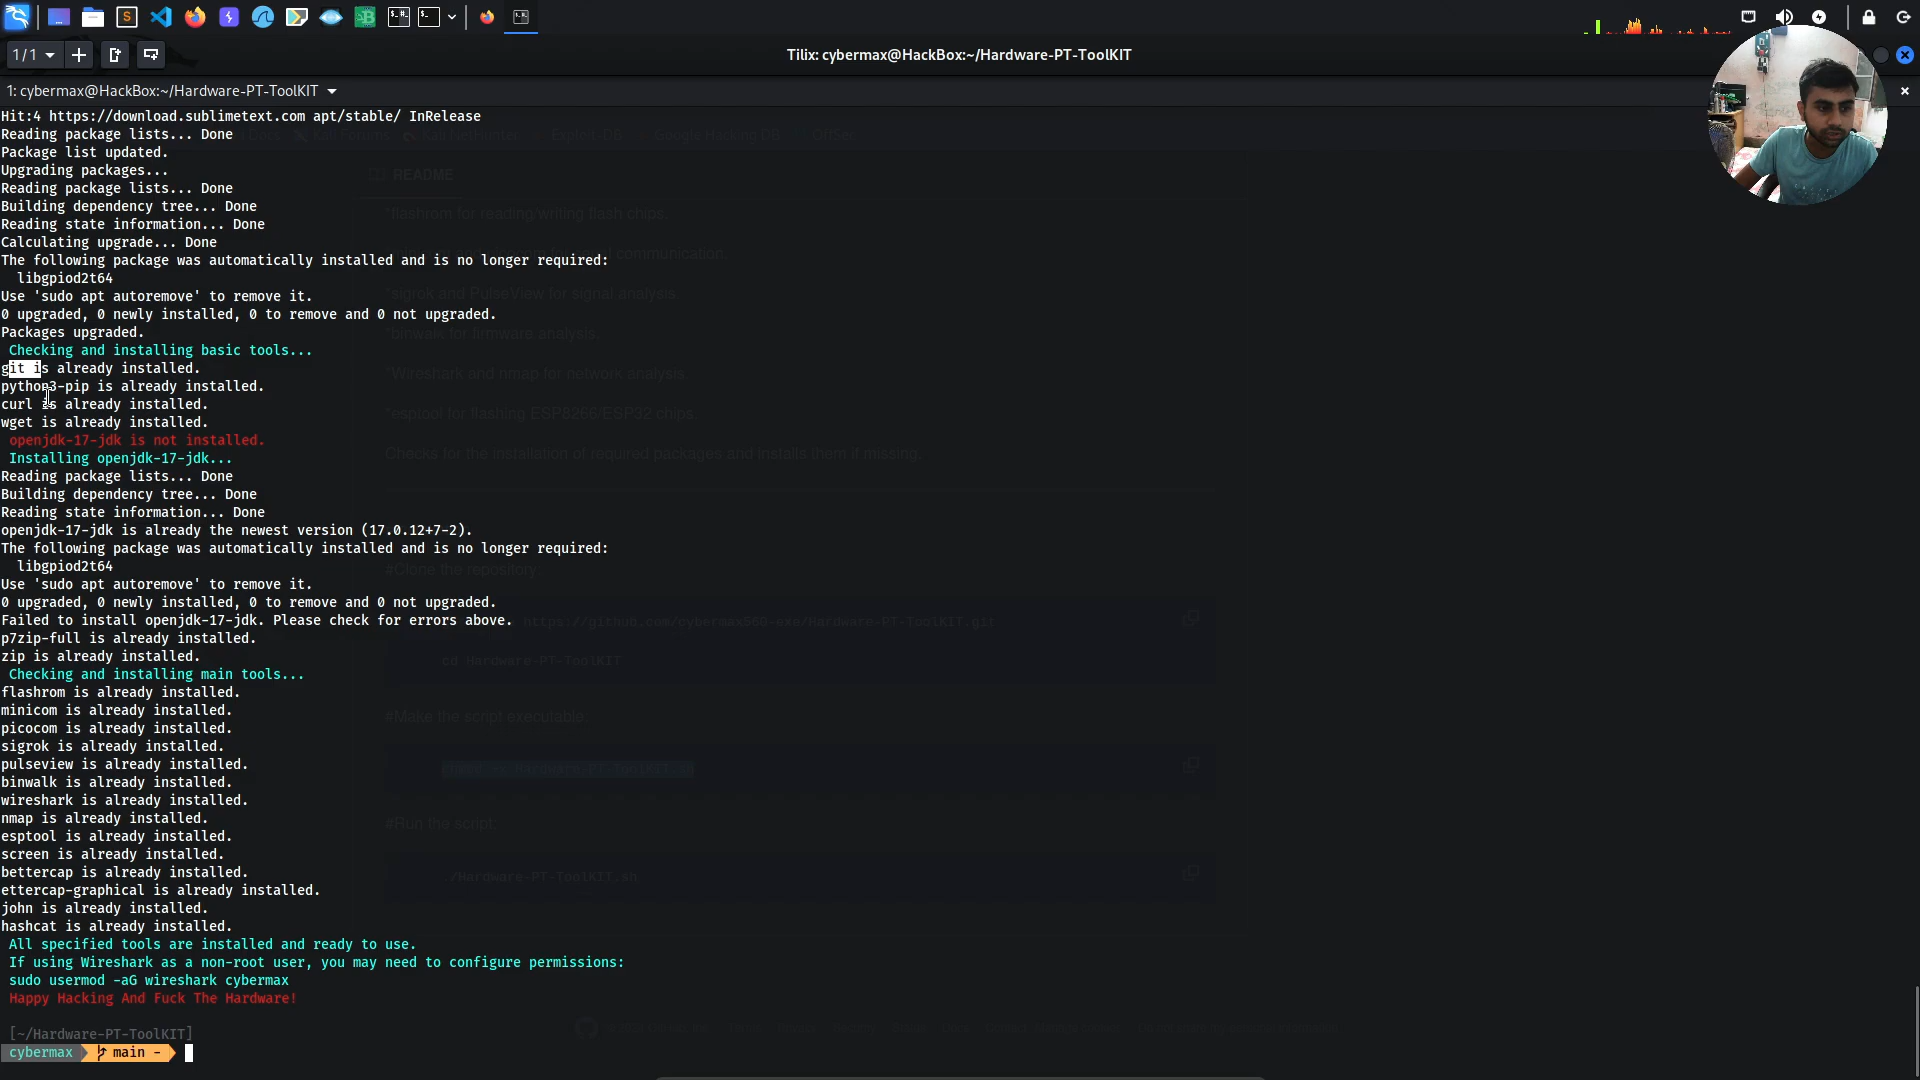 1/1
Tilix: cybermax@HackBox:~/Hardware-PT-ToolKIT
1: cybermax@HackBox:~/Hardware-PT-ToolKIT
Hit:4 https://download.sublimetext.com apt/stable/ InRelease
Reading package lists... Done
Package list updated.
Upgrading packages...
Reading package lists... Done
Building dependency tree... Done
Reading state information... Done
Calculating upgrade... Done
The following package was automatically installed and is no longer required:
libgpiod2t64
Use 'sudo apt autoremove' to remove it.
0 upgraded, 0 newly installed, 0 to remove and 0 not upgraded.
Packages upgraded.
Checking and installing basic tools...
git is already installed.
python3-pip is already installed.
curl is already installed.
wget is already installed.
openjdk-17-jdk is not installed.
Installing openjdk-17-jdk...
Reading package lists... Done
Building dependency tree... Done
Reading state information... Done
openjdk-17-jdk is already the newest version (17.0.12+7-2).
The following package was automatically installed and is no longer required:
libgpiod2t64
Use 'sudo apt autoremove' to remove it.
0 upgraded, 0 newly installed, 0 to remove and 0 not upgraded.
Failed to install openjdk-17-jdk. Please check for errors above.
p7zip-full is already installed.
zip is already installed.
Checking and installing main tools...
flashrom is already installed.
minicom is already installed.
picocom is already installed.
sigrok is already installed.
pulseview is already installed.
binwalk is already installed.
wireshark is already installed.
nmap is already installed.
esptool is already installed.
screen is already installed.
bettercap is already installed.
ettercap-graphical is already installed.
john is already installed.
hashcat is already installed.
All specified tools are installed and ready to use.
If using Wireshark as a non-root user, you may need to configure permissions:
sudo usermod -aG wireshark cybermax
Happy Hacking And Fuck The Hardware!
[~/Hardware-PT-ToolKIT]
cybermax main -
README
*flashrom for reading/writing flash chips.
communication.
*sigrok and PulseView for signal analysis.
*binwalk for firmware analysis.
*Wireshark and nmap for network analysis.
*esptool for flashing ESP8266/ESP32 chips.
Checks for the installation of required packages and installs them if missing.
#Clone the repository.
https://github.com/cybermax560-exe/Hardware-PT-ToolKIT.git
cd Hardware-PT-ToolKIT
#Make the script executable.
#Run the script.
./Hardware-PT-ToolKIT.sh